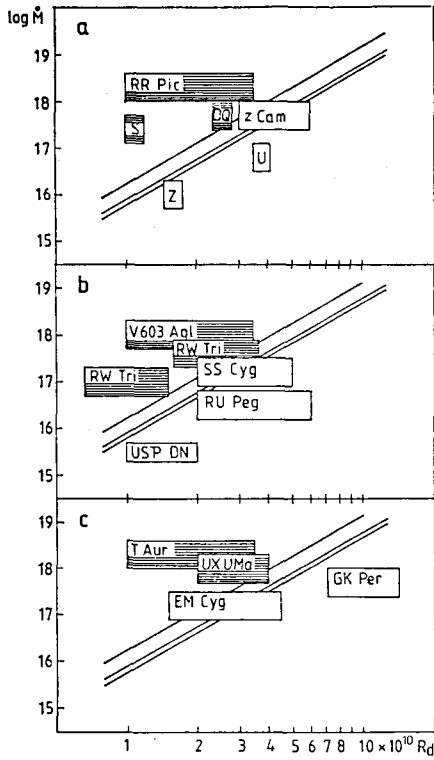 log Ṁ
a
19
18
17
16
15
RR Pic
S
DQ
z Cam
U
Z
b
19
18
17
16
15
V603 Aql
RW Tri
RW Tri
SS Cyg
RU Peg
USP DN
c
19
18
17
16
15
T Aur
UX UMa
GK Per
EM Cyg
1 2 3 4 5 6 7 8 10×10¹⁰ Rd